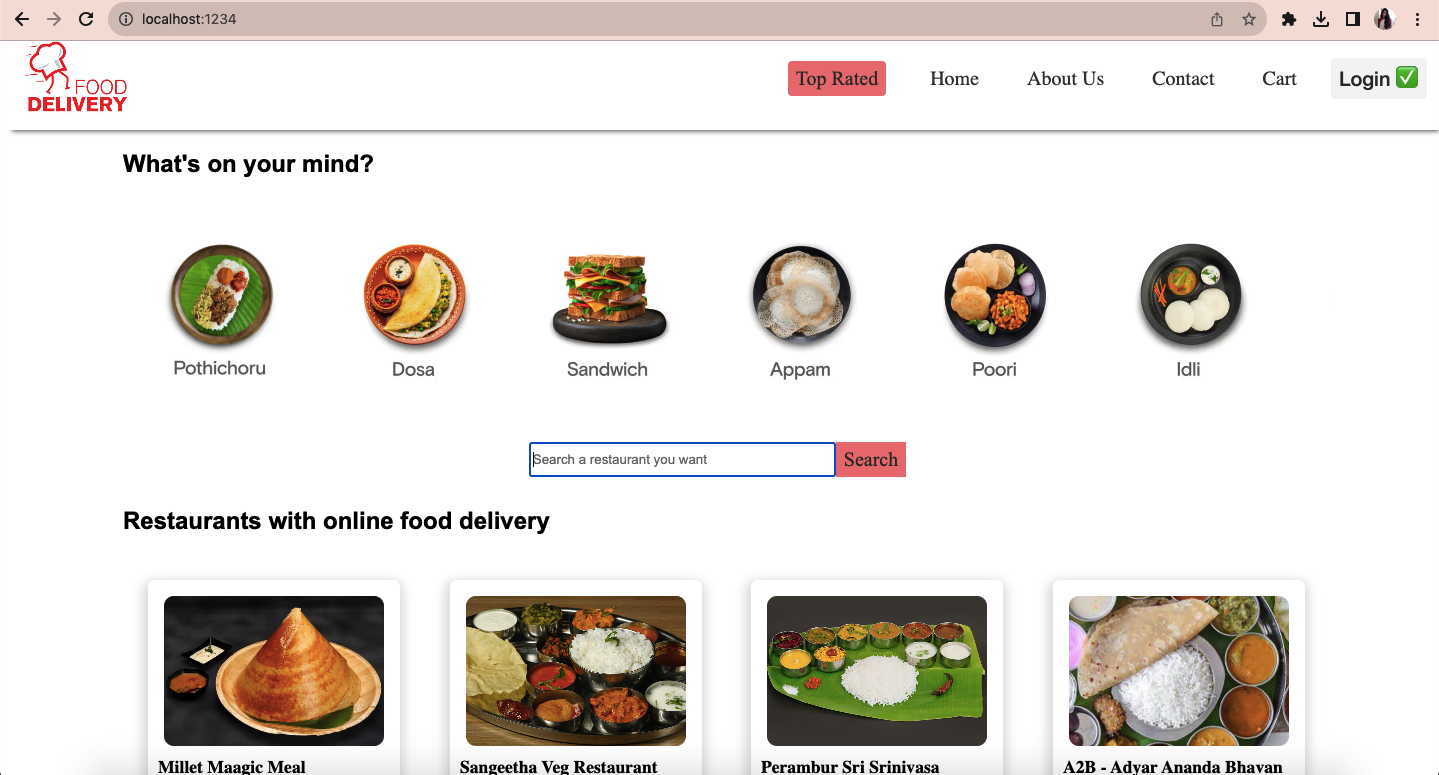 localhost:1234
FOOD
DELIVERY
Top Rated
Home
About Us
Contact
Cart
Login ✅
What's on your mind?
Pothichoru
Dosa
Sandwich
Appam
Poori
Idli
Search a restaurant you want
Search
Restaurants with online food delivery
Millet Maagic Meal
Sangeetha Veg Restaurant
Perambur Sri Srinivasa
A2B - Adyar Ananda Bhavan